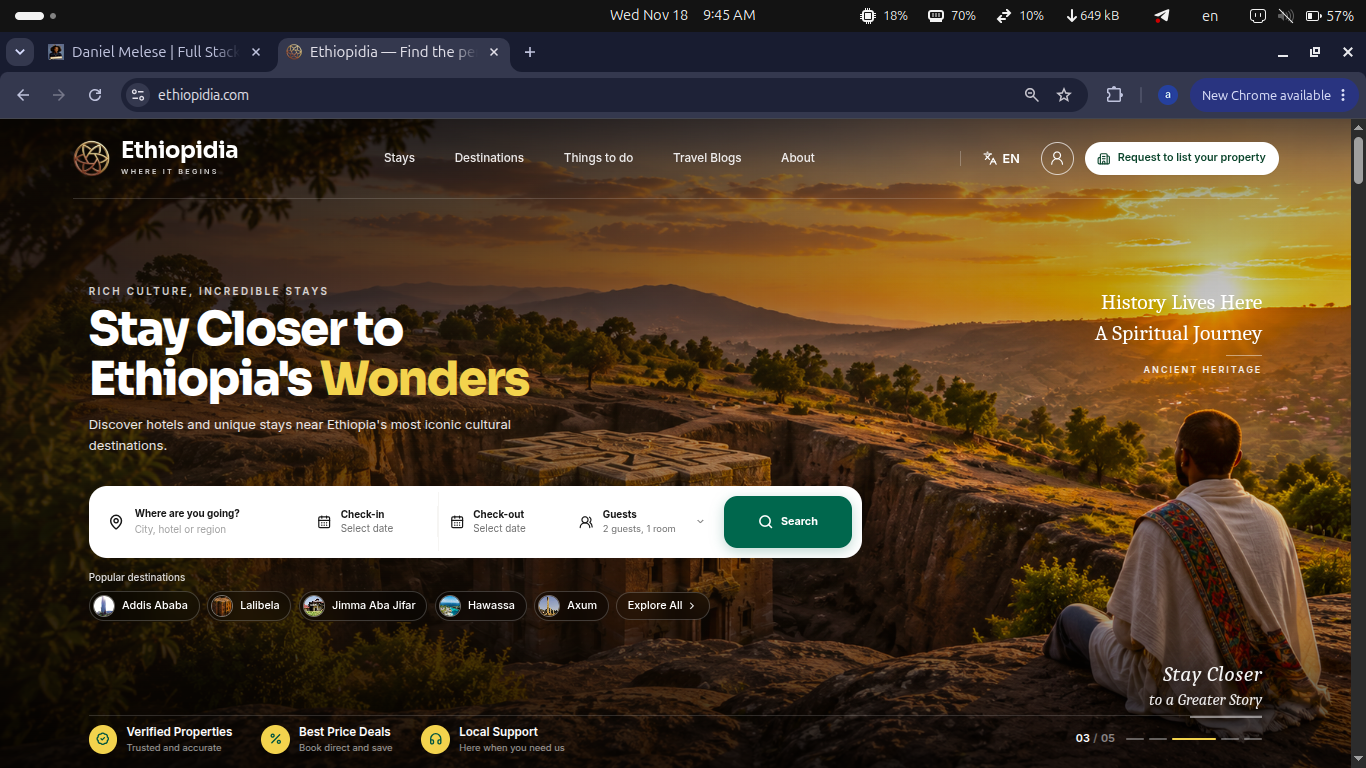 Wed Nov 18 9:45 AM
18% 70% 10% 649 kB en 57%
Daniel Melese | Full Stack
Ethiopidia — Find the pe
ethiopidia.com
a
New Chrome available
Ethiopidia
WHERE IT BEGINS
Stays
Destinations
Things to do
Travel Blogs
About
EN
Request to list your property
RICH CULTURE, INCREDIBLE STAYS
Stay Closer to
Ethiopia's Wonders
Discover hotels and unique stays near Ethiopia's most iconic cultural
destinations.
History Lives Here
A Spiritual Journey
ANCIENT HERITAGE
Where are you going?
City, hotel or region
Check-in
Select date
Check-out
Select date
Guests
2 guests, 1 room
Search
Popular destinations
Addis Ababa
Lalibela
Jimma Aba Jifar
Hawassa
Axum
Explore All
Stay Closer
to a Greater Story
Verified Properties
Trusted and accurate
Best Price Deals
Book direct and save
Local Support
Here when you need us
03 / 05